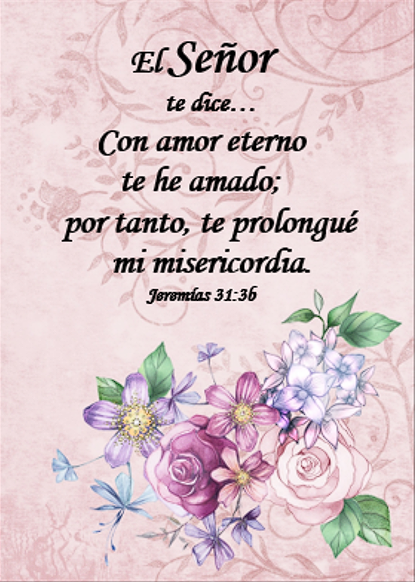 El Señor
te dice...
Con amor eterno
te he amado;
por tanto, te prolongué
mi misericordia.
Jeremías 31:3b